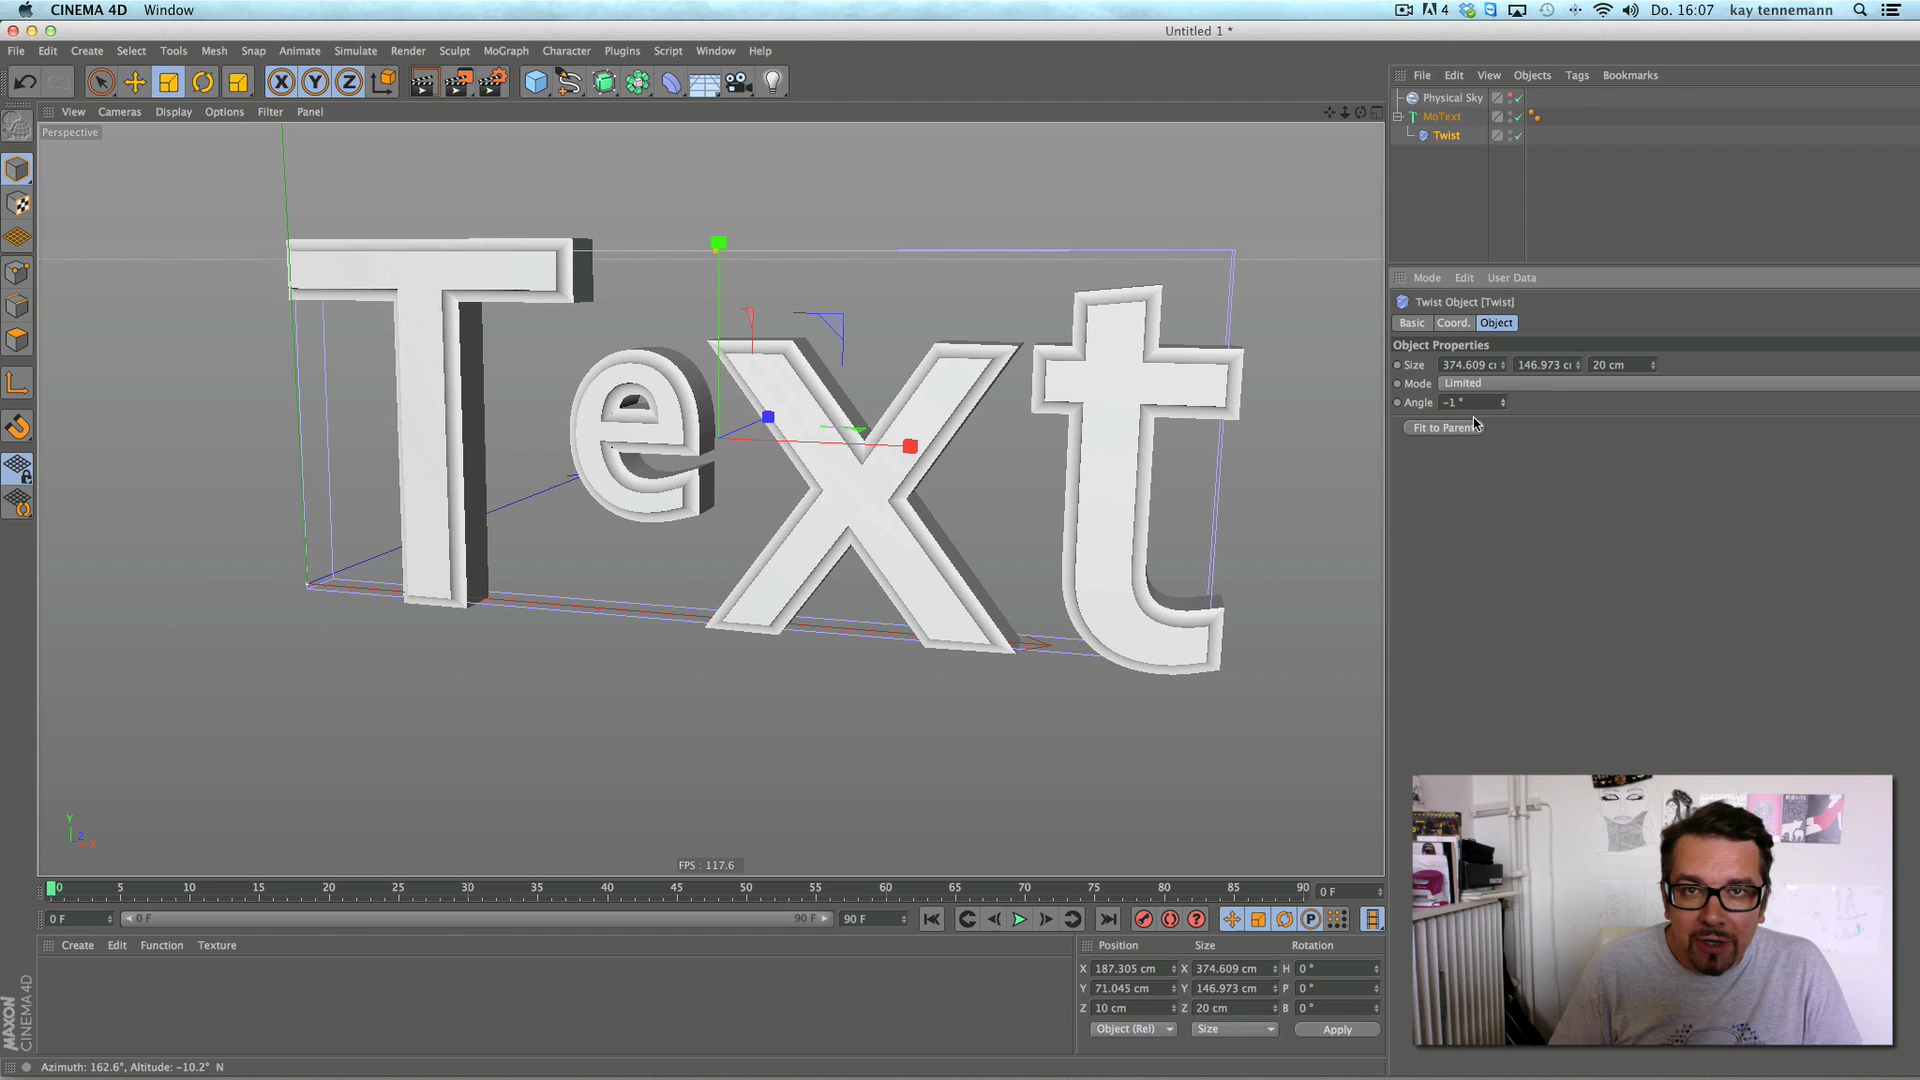 CINEMA 4D Window
4 Do. 16:07 kay tennemann
Untitled 1 *
File Edit Create Select Tools Mesh Snap Animate Simulate Render Sculpt MoGraph Character Plugins Script Window Help
X Y Z
File Edit View Objects Tags Bookmarks
Physical Sky
MoText
Twist
View Cameras Display Options Filter Panel
Perspective
Text
Mode Edit User Data
Twist Object [Twist]
Basic Coord. Object
Object Properties
Size 374.609 cı 146.973 cı 20 cm
Mode Limited
Angle -1 °
Fit to Parent
Y
Z
X
FPS : 117.6
0 5 10 15 20 25 30 35 40 45 50 55 60 65 70 75 80 85 90 0 F
0 F 0 F 90 F 90 F
P
Create Edit Function Texture
Position Size Rotation
X 187.305 cm X 374.609 cm H 0 °
Y 71.045 cm Y 146.973 cm P 0 °
Z 10 cm Z 20 cm B 0 °
Object (Rel) Size Apply
MAXON
CINEMA 4D
Azimuth: 162.6°, Altitude: -10.2° N